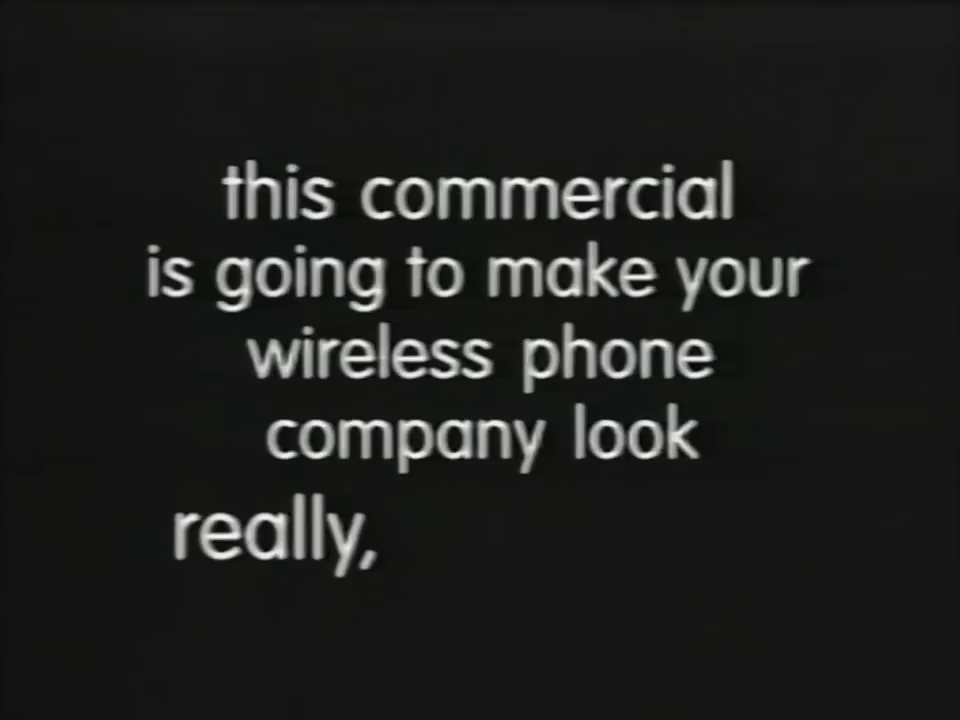 this commercial
is going to make your
wireless phone
company look
really,